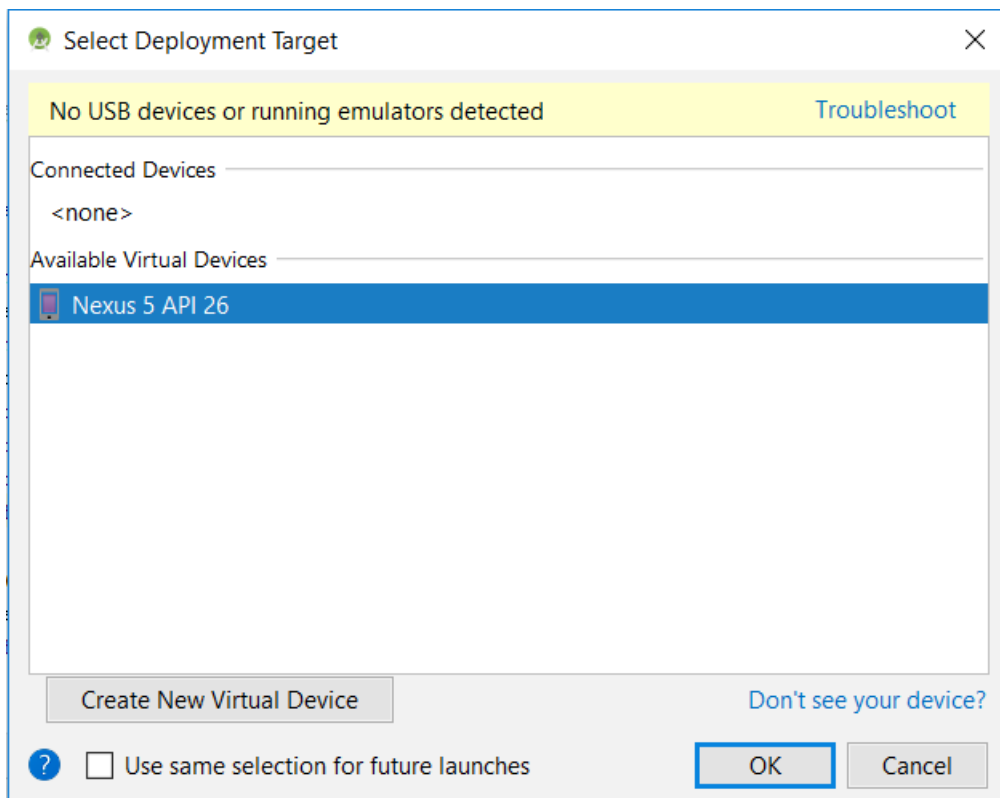 Select Deployment Target
No USB devices or running emulators detected Troubleshoot
Connected Devices
<none>
Available Virtual Devices
Nexus 5 API 26
Create New Virtual Device Don't see your device?
? Use same selection for future launches OK Cancel